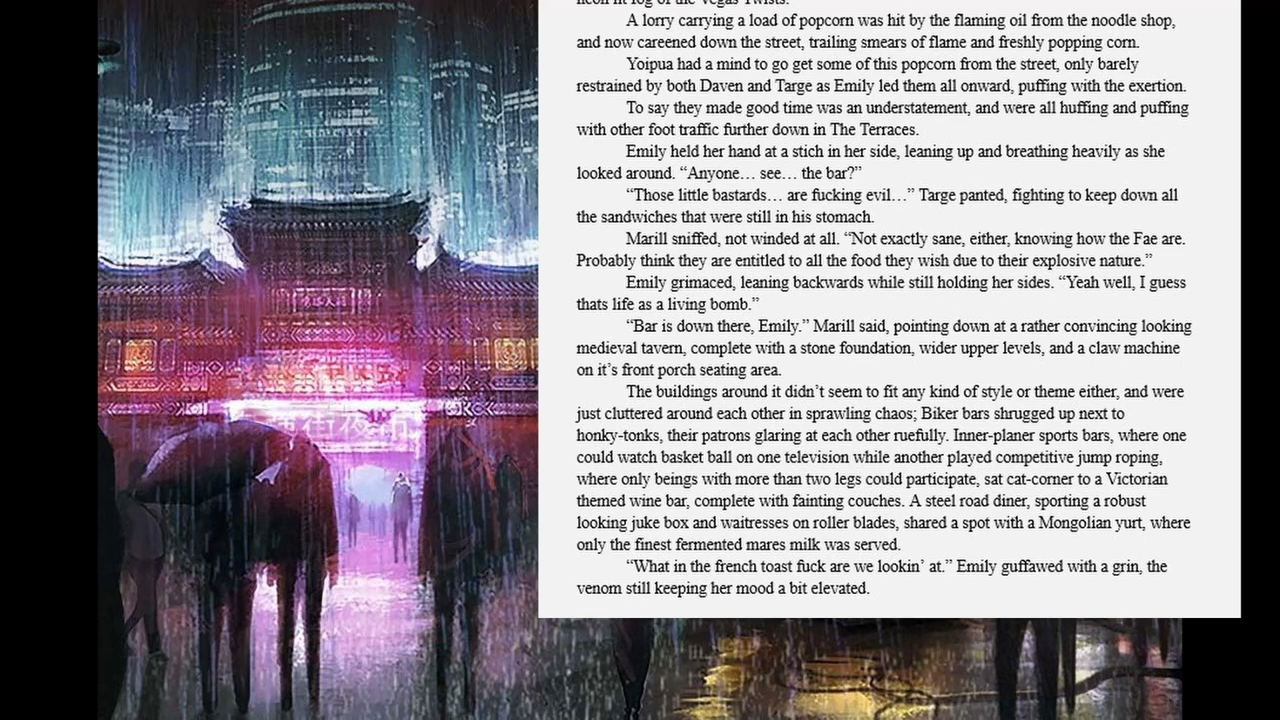 neon lit fog of the Vegas Twists.
A lorry carrying a load of popcorn was hit by the flaming oil from the noodle shop,
and now careened down the street, trailing smears of flame and freshly popping corn.
Yoipua had a mind to go get some of this popcorn from the street, only barely
restrained by both Daven and Targe as Emily led them all onward, puffing with the exertion.
To say they made good time was an understatement, and were all huffing and puffing
with other foot traffic further down in The Terraces.
Emily held her hand at a stich in her side, leaning up and breathing heavily as she
looked around. “Anyone… see… the bar?”
“Those little bastards… are fucking evil…” Targe panted, fighting to keep down all
the sandwiches that were still in his stomach.
Marill sniffed, not winded at all. “Not exactly sane, either, knowing how the Fae are.
Probably think they are entitled to all the food they wish due to their explosive nature.”
Emily grimaced, leaning backwards while still holding her sides. “Yeah well, I guess
thats life as a living bomb.”
“Bar is down there, Emily.” Marill said, pointing down at a rather convincing looking
medieval tavern, complete with a stone foundation, wider upper levels, and a claw machine
on it’s front porch seating area.
The buildings around it didn’t seem to fit any kind of style or theme either, and were
just cluttered around each other in sprawling chaos; Biker bars shrugged up next to
honky-tonks, their patrons glaring at each other ruefully. Inner-planer sports bars, where one
could watch basket ball on one television while another played competitive jump roping,
where only beings with more than two legs could participate, sat cat-corner to a Victorian
themed wine bar, complete with fainting couches. A steel road diner, sporting a robust
looking juke box and waitresses on roller blades, shared a spot with a Mongolian yurt, where
only the finest fermented mares milk was served.
“What in the french toast fuck are we lookin’ at.” Emily guffawed with a grin, the
venom still keeping her mood a bit elevated.